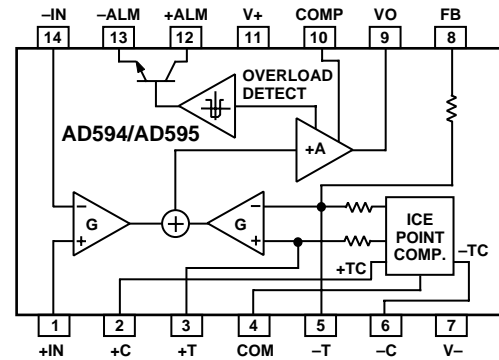 –IN –ALM +ALM V+ COMP VO FB
14 13 12 11 10 9 8
OVERLOAD
DETECT
AD594/AD595
+A
– –
G G
+ +
ICE
POINT
COMP.
–TC
+TC
1 2 3 4 5 6 7
+IN +C +T COM –T –C V–